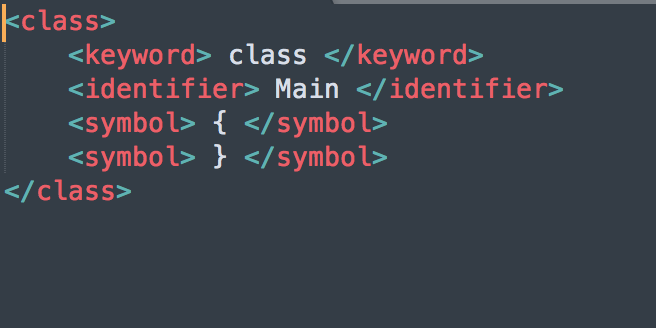 <class>
    <keyword> class </keyword>
    <identifier> Main </identifier>
    <symbol> { </symbol>
    <symbol> } </symbol>
</class>